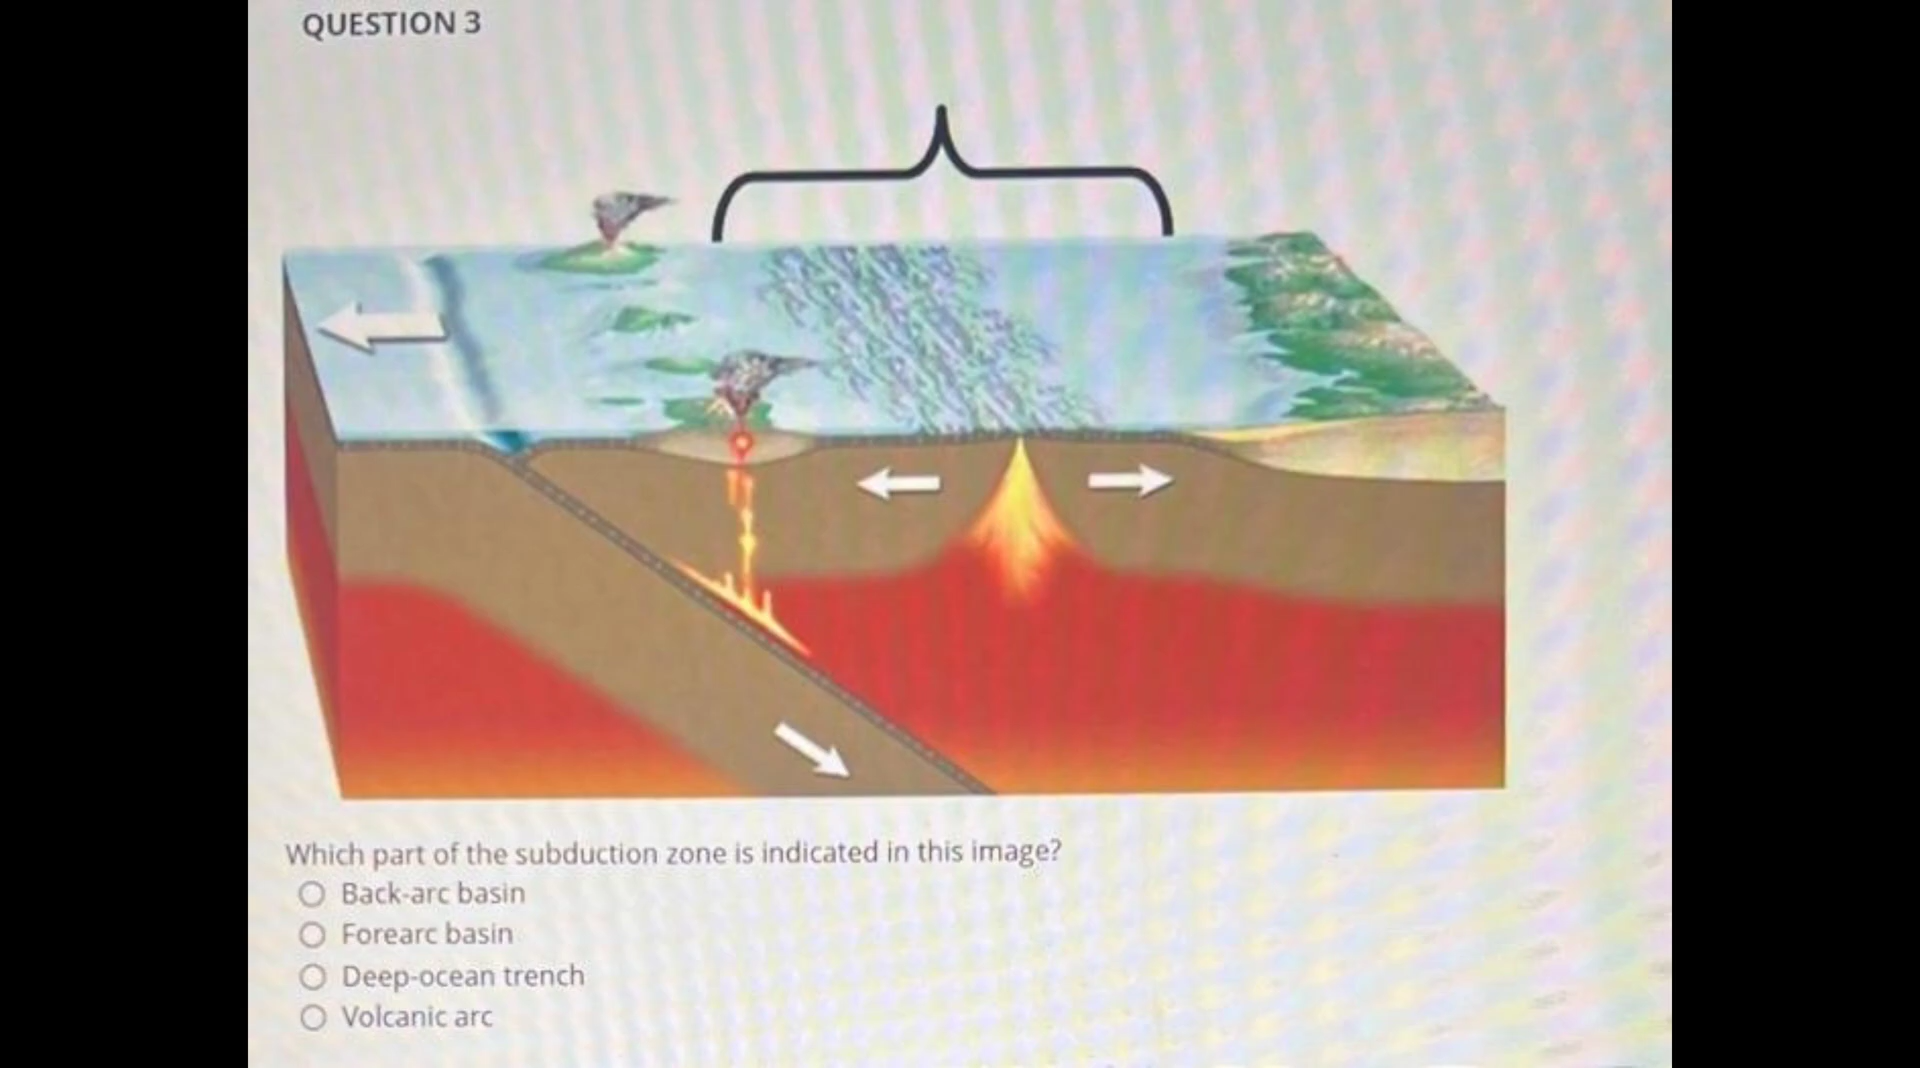 QUESTION 3
Which part of the subduction zone is indicated in this image?
Back-arc basin
Forearc basin
Deep-ocean trench
Volcanic arc